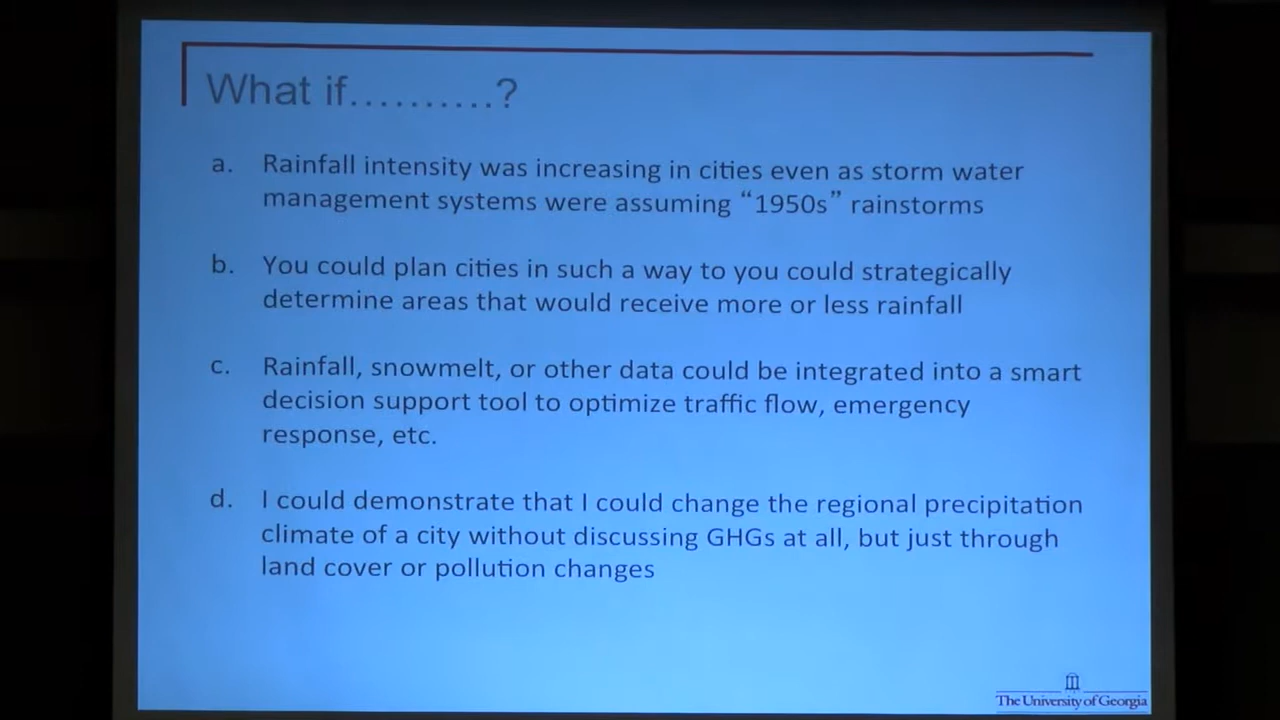 What if..........?
a. Rainfall intensity was increasing in cities even as storm water
management systems were assuming “1950s” rainstorms
b. You could plan cities in such a way to you could strategically
determine areas that would receive more or less rainfall
c. Rainfall, snowmelt, or other data could be integrated into a smart
decision support tool to optimize traffic flow, emergency
response, etc.
d. I could demonstrate that I could change the regional precipitation
climate of a city without discussing GHGs at all, but just through
land cover or pollution changes
The University of Georgia